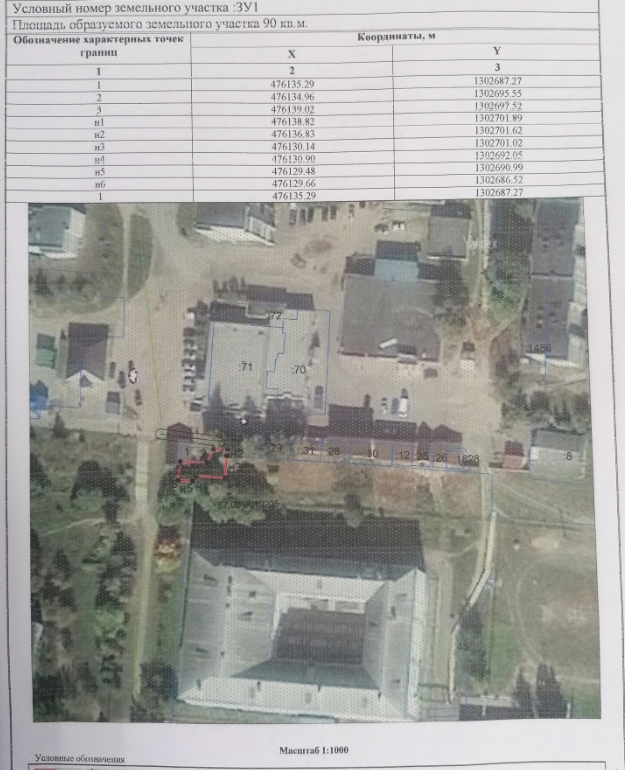 Условный номер земельного участка :ЗУ1
Площадь образуемого земельного участка 90 кв.м.
Обозначение характерных точек границ Координаты, м
X Y
1 2 3
1 476135.29 1302687.27
2 476134.96 1302695.55
3 476139.02 1302697.52
н1 476138.82 1302701.89
н2 476136.83 1302701.62
н3 476130.14 1302701.02
н4 476130.90 1302692.05
н5 476129.48 1302690.99
н6 476129.66 1302686.52
1 476135.29 1302687.27
:72
:1486
:71 :70
:29 :31 :28 :30 :12 :25 :26 :1628 :8
Масштаб 1:1000
Условные обозначения